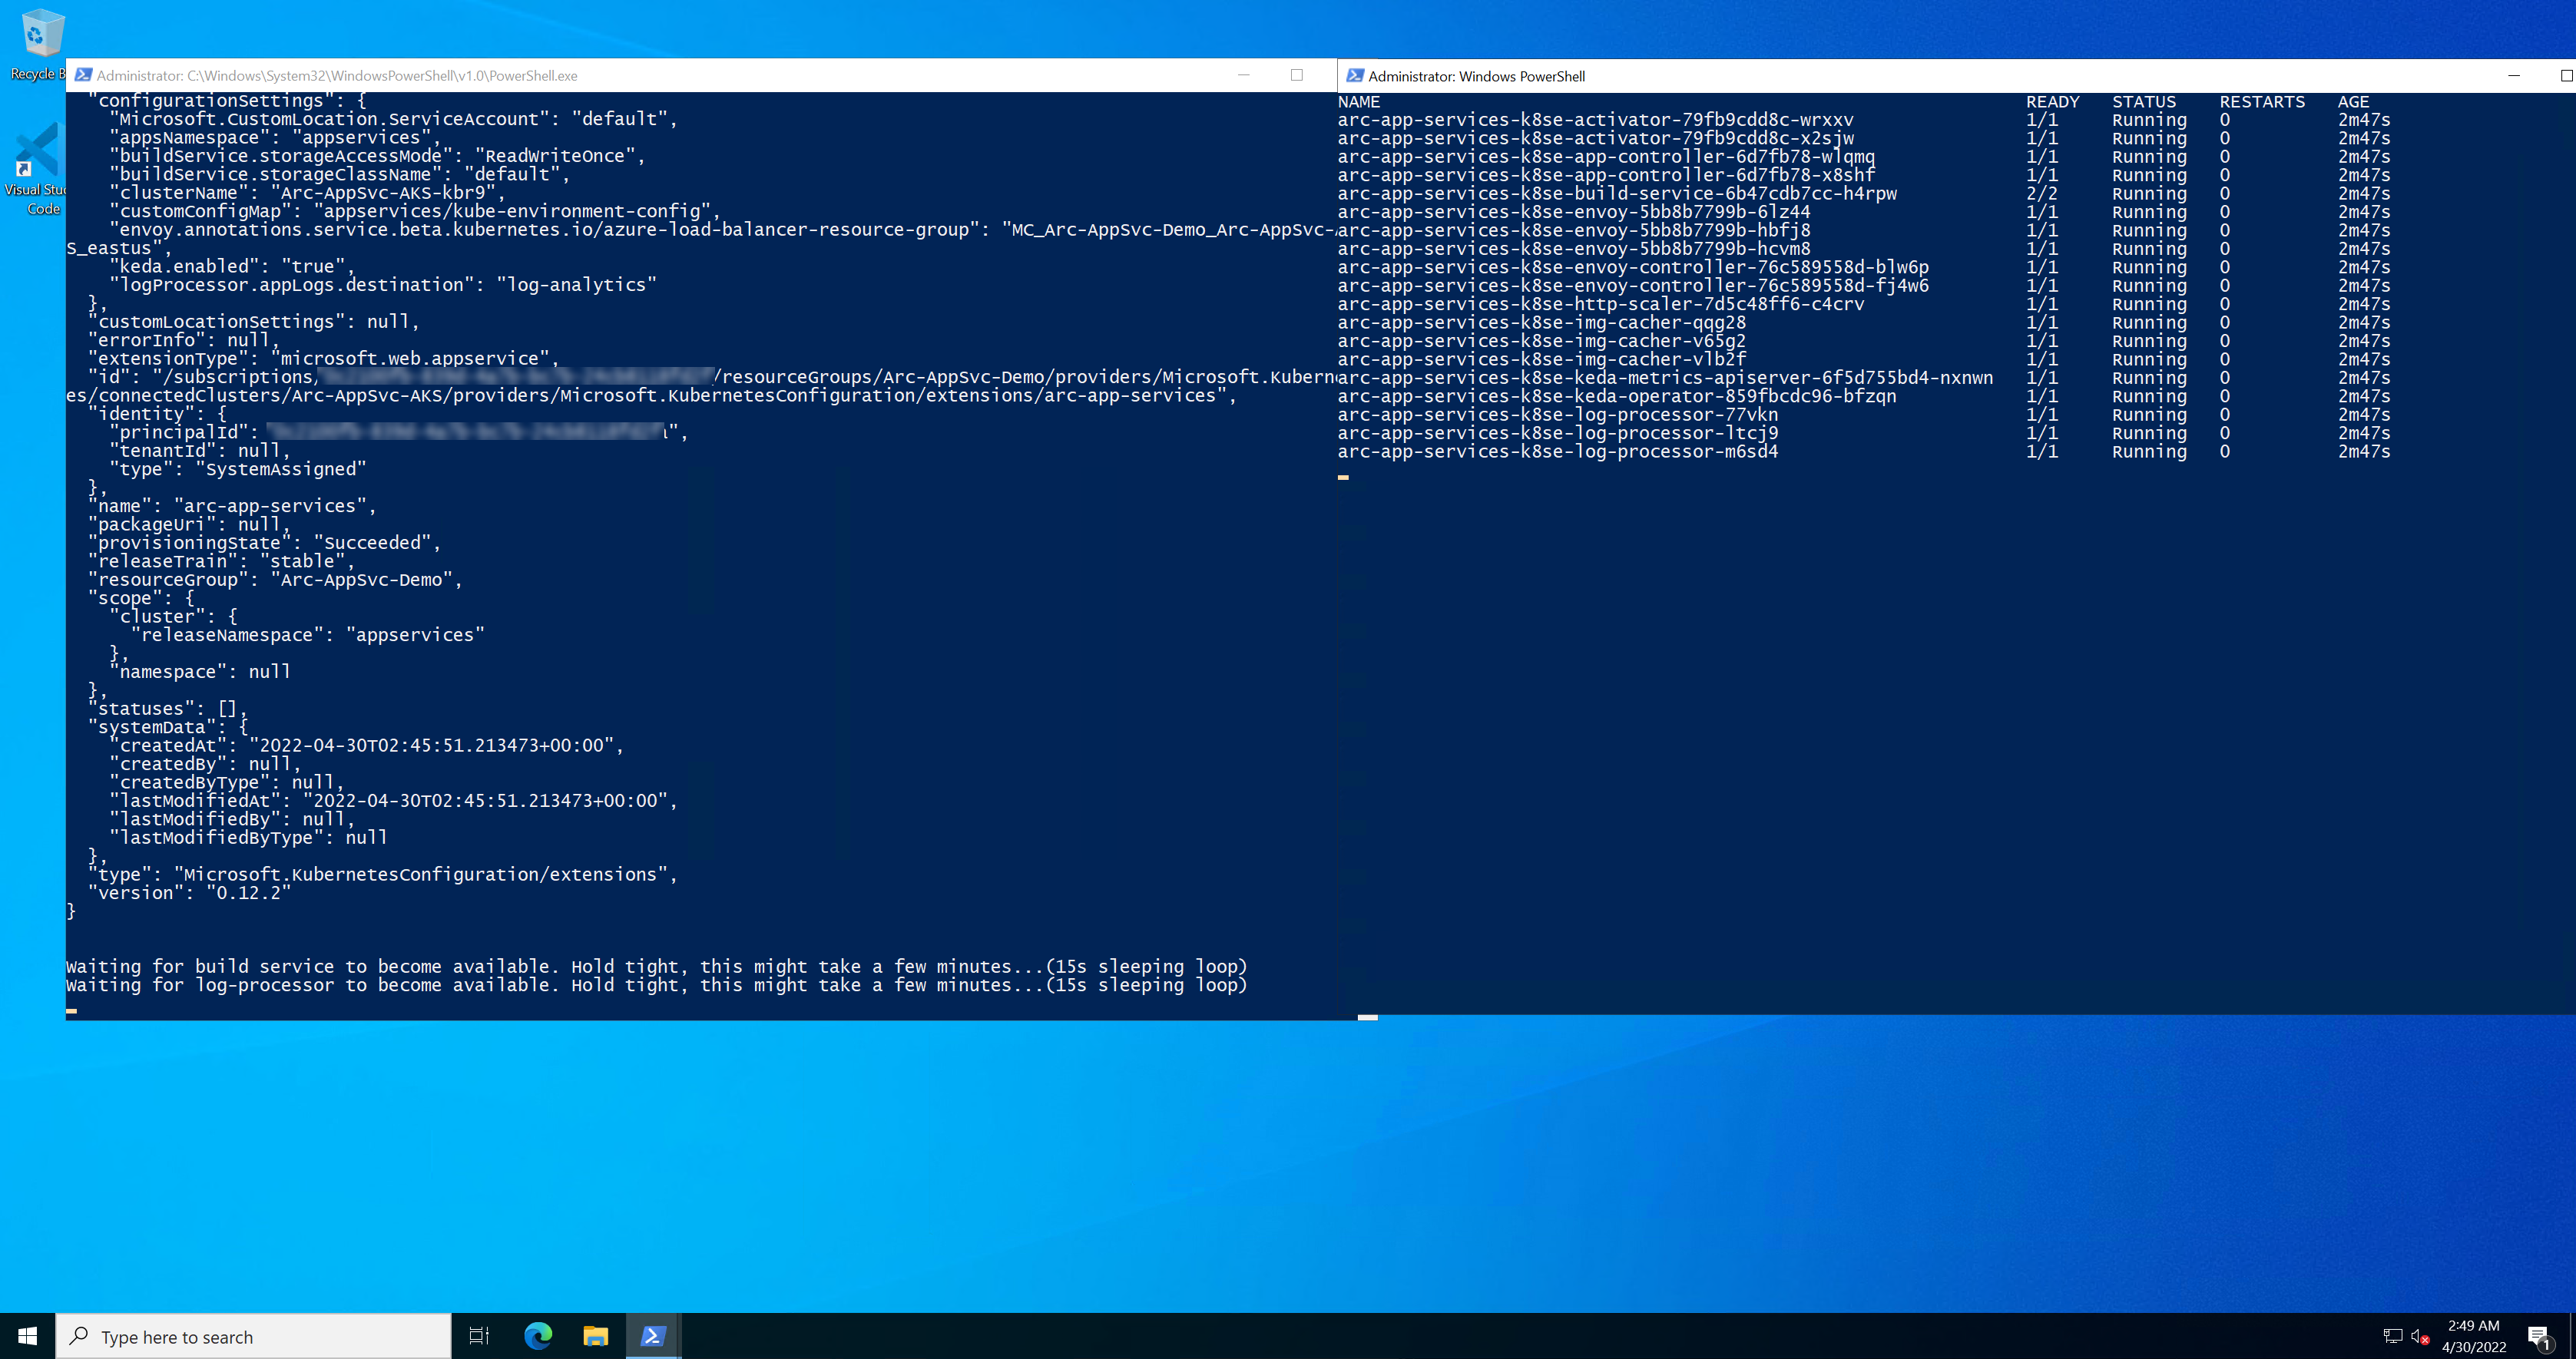 Recycle B
Visual Stu
Code
Administrator: C:\Windows\System32\WindowsPowerShell\v1.0\PowerShell.exe
"configurationSettings": {
"Microsoft.CustomLocation.ServiceAccount": "default",
"appsNamespace": "appservices",
"buildService.storageAccessMode": "ReadWriteOnce",
"buildService.storageClassName": "default",
"clusterName": "Arc-AppSvc-AKS-kbr9",
"customConfigMap": "appservices/kube-environment-config",
"envoy.annotations.service.beta.kubernetes.io/azure-load-balancer-resource-group": "MC_Arc-AppSvc-Demo_Arc-AppSvc-
S_eastus",
"keda.enabled": "true",
"logProcessor.appLogs.destination": "log-analytics"
},
"customLocationSettings": null,
"errorInfo": null,
"extensionType": "microsoft.web.appservice",
"id": "/subscriptions/ /resourceGroups/Arc-AppSvc-Demo/providers/Microsoft.Kuberne
es/connectedClusters/Arc-AppSvc-AKS/providers/Microsoft.KubernetesConfiguration/extensions/arc-app-services",
"identity": {
"principalId": ",
"tenantId": null,
"type": "SystemAssigned"
},
"name": "arc-app-services",
"packageUri": null,
"provisioningState": "Succeeded",
"releaseTrain": "stable",
"resourceGroup": "Arc-AppSvc-Demo",
"scope": {
"cluster": {
"releaseNamespace": "appservices"
},
"namespace": null
},
"statuses": [],
"systemData": {
"createdAt": "2022-04-30T02:45:51.213473+00:00",
"createdBy": null,
"createdByType": null,
"lastModifiedAt": "2022-04-30T02:45:51.213473+00:00",
"lastModifiedBy": null,
"lastModifiedByType": null
},
"type": "Microsoft.KubernetesConfiguration/extensions",
"version": "0.12.2"
}
Waiting for build service to become available. Hold tight, this might take a few minutes...(15s sleeping loop)
Waiting for log-processor to become available. Hold tight, this might take a few minutes...(15s sleeping loop)
Administrator: Windows PowerShell
NAME READY STATUS RESTARTS AGE
arc-app-services-k8se-activator-79fb9cdd8c-wrxxv 1/1 Running 0 2m47s
arc-app-services-k8se-activator-79fb9cdd8c-x2sjw 1/1 Running 0 2m47s
arc-app-services-k8se-app-controller-6d7fb78-wlqmq 1/1 Running 0 2m47s
arc-app-services-k8se-app-controller-6d7fb78-x8shf 1/1 Running 0 2m47s
arc-app-services-k8se-build-service-6b47cdb7cc-h4rpw 2/2 Running 0 2m47s
arc-app-services-k8se-envoy-5bb8b7799b-6lz44 1/1 Running 0 2m47s
arc-app-services-k8se-envoy-5bb8b7799b-hbfj8 1/1 Running 0 2m47s
arc-app-services-k8se-envoy-5bb8b7799b-hcvm8 1/1 Running 0 2m47s
arc-app-services-k8se-envoy-controller-76c589558d-blw6p 1/1 Running 0 2m47s
arc-app-services-k8se-envoy-controller-76c589558d-fj4w6 1/1 Running 0 2m47s
arc-app-services-k8se-http-scaler-7d5c48ff6-c4crv 1/1 Running 0 2m47s
arc-app-services-k8se-img-cacher-qqg28 1/1 Running 0 2m47s
arc-app-services-k8se-img-cacher-v65g2 1/1 Running 0 2m47s
arc-app-services-k8se-img-cacher-vlb2f 1/1 Running 0 2m47s
arc-app-services-k8se-keda-metrics-apiserver-6f5d755bd4-nxnwn 1/1 Running 0 2m47s
arc-app-services-k8se-keda-operator-859fbcdc96-bfzqn 1/1 Running 0 2m47s
arc-app-services-k8se-log-processor-77vkn 1/1 Running 0 2m47s
arc-app-services-k8se-log-processor-ltcj9 1/1 Running 0 2m47s
arc-app-services-k8se-log-processor-m6sd4 1/1 Running 0 2m47s
Type here to search
2:49 AM
4/30/2022
1